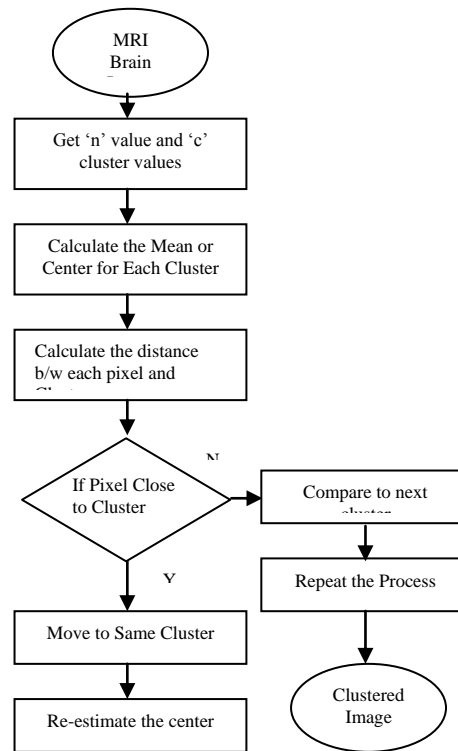 MRI
Brain
Get ‘n’ value and ‘c’
cluster values
Calculate the Mean or
Center for Each Cluster
Calculate the distance
b/w each pixel and
If Pixel Close
to Cluster
N
Compare to next
cluster
Repeat the Process
Y
Move to Same Cluster
Re-estimate the center
Clustered
Image